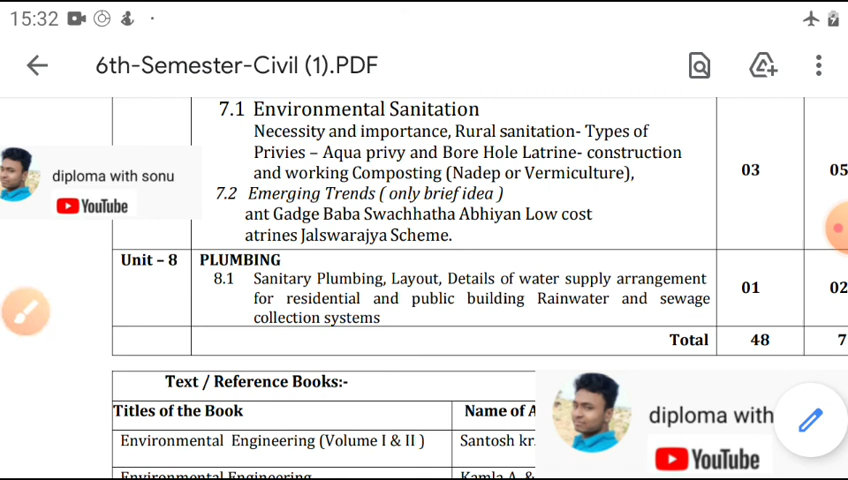 15:32
6th-Semester-Civil (1).PDF
7.1 Environmental Sanitation
Necessity and importance, Rural sanitation- Types of
Privies – Aqua privy and Bore Hole Latrine- construction
and working Composting (Nadep or Vermiculture),
7.2 Emerging Trends ( only brief idea )
ant Gadge Baba Swachhatha Abhiyan Low cost
atrines Jalswarajya Scheme.
03
05
diploma with sonu
YouTube
Unit – 8
PLUMBING
8.1 Sanitary Plumbing, Layout, Details of water supply arrangement
for residential and public building Rainwater and sewage
collection systems
01
02
Total
48
7
Text / Reference Books:-
Titles of the Book
Name of A
Environmental Engineering (Volume I & II )
Santosh kr.
Environmental Engineering
Kamla A. &
diploma with
YouTube